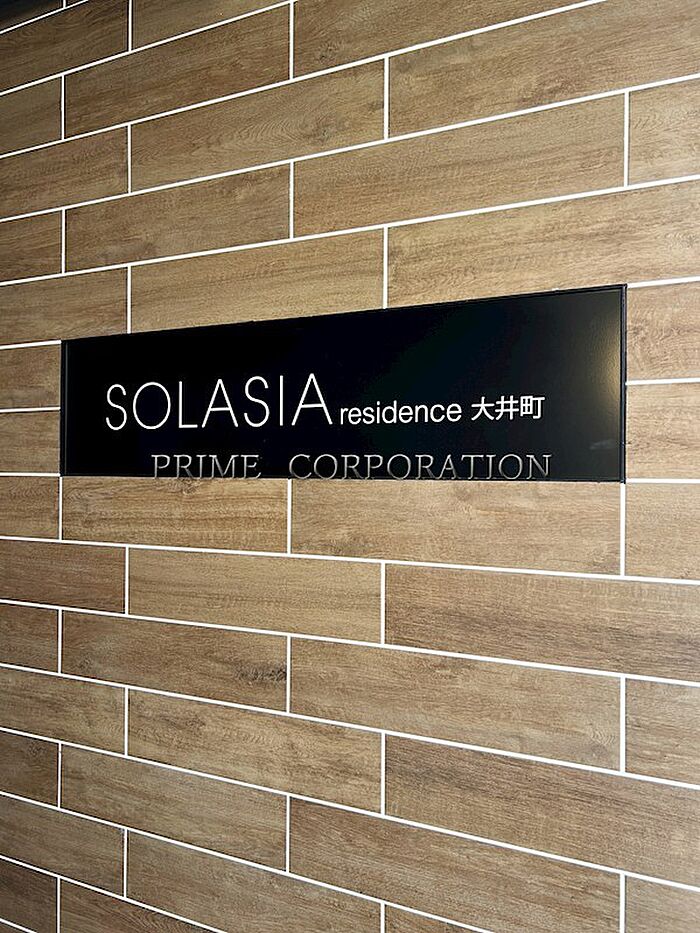 SOLASIA residence 大井町
PRIME CORPORATION